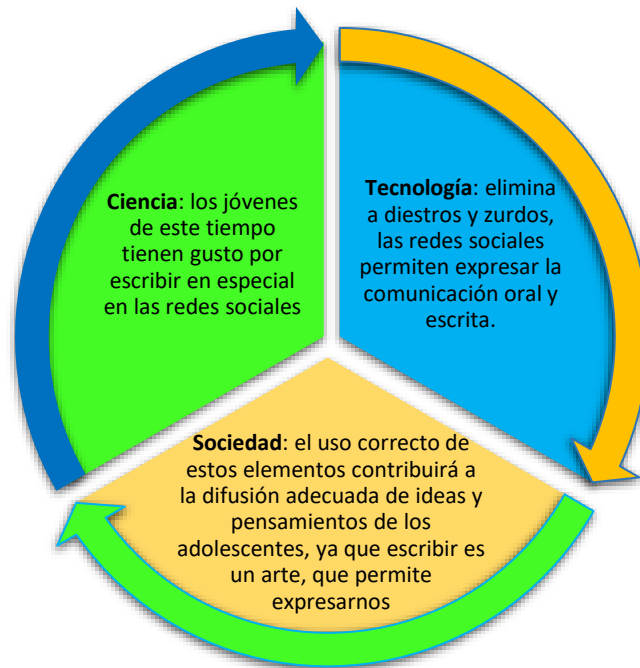 Ciencia: los jóvenes
de este tiempo
tienen gusto por
escribir en especial
en las redes sociales
Tecnología: elimina
a diestros y zurdos,
las redes sociales
permiten expresar la
comunicación oral y
escrita.
Sociedad: el uso correcto de
estos elementos contribuirá a
la difusión adecuada de ideas y
pensamientos de los
adolescentes, ya que escribir es
un arte, que permite
expresarnos